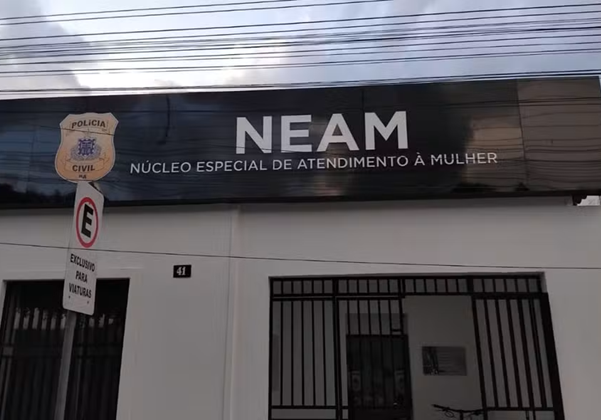 NEAM
NÚCLEO ESPECIAL DE ATENDIMENTO À MULHER
POLÍCIA
CIVIL
E
EXCLUSIVO
PARA
VIATURAS
41